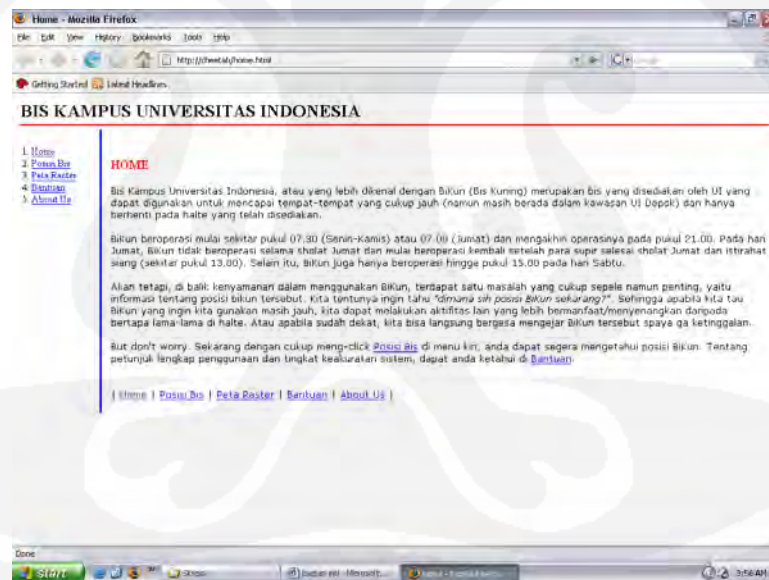 Home - Mozilla Firefox
File Edit View History Bookmarks Tools Help
http://cheetah/home.html
Getting Started Latest Headlines
BIS KAMPUS UNIVERSITAS INDONESIA
1. Home
2. Posisi Bis
3. Peta Raster
4. Bantuan
5. About Us
HOME
Bis Kampus Universitas Indonesia, atau yang lebih dikenal dengan BiKun (Bis Kuning) merupakan bis yang disediakan oleh UI yang
dapat digunakan untuk mencapai tempat-tempat yang cukup jauh (namun masih berada dalam kawasan UI Depok) dan hanya
berhenti pada halte yang telah disediakan.
BiKun beroperasi mulai sekitar pukul 07.30 (Senin-Kamis) atau 07.00 (Jumat) dan mengakhiri operasinya pada pukul 21.00. Pada hari
Jumat, BiKun tidak beroperasi selama sholat Jumat dan mulai beroperasi kembali setelah para supir selesai sholat Jumat dan istirahat
siang (sekitar pukul 13.00). Selain itu, BiKun juga hanya beroperasi hingga pukul 15.00 pada hari Sabtu.
Akan tetapi, di balik kenyamanan dalam menggunakan BiKun, terdapat satu masalah yang cukup sepele namun penting, yaitu
informasi tentang posisi bikun tersebut. Kita tentunya ingin tahu "dimana sih posisi BiKun sekarang?". Sehingga apabila kita tau
BiKun yang ingin kita gunakan masih jauh, kita dapat melakukan aktifitas lain yang lebih bermanfaat/menyenangkan daripada
bertapa lama-lama di halte. Atau apabila sudah dekat, kita bisa langsung bergesa mengejar BiKun tersebut spaya ga ketinggalan.
But don't worry. Sekarang dengan cukup meng-click Posisi Bis di menu kiri, anda dapat segera mengetahui posisi BiKun. Tentang
petunjuk lengkap penggunaan dan tingkat keakuratan sistem, dapat anda ketahui di Bantuan.
| Home | Posisi Bis | Peta Raster | Bantuan | About Us |
Done
start
3:56 AM